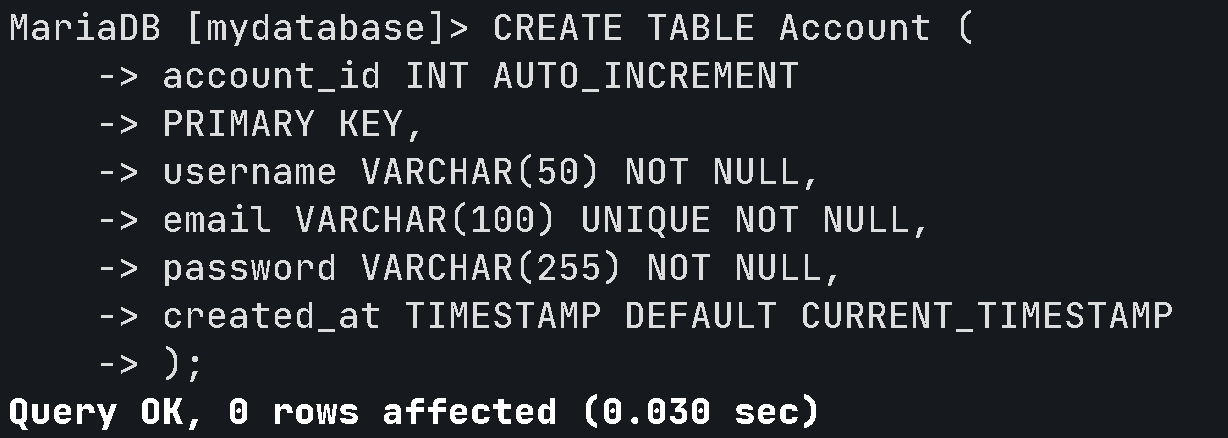 MariaDB [mydatabase]> CREATE TABLE Account (
    -> account_id INT AUTO_INCREMENT
    -> PRIMARY KEY,
    -> username VARCHAR(50) NOT NULL,
    -> email VARCHAR(100) UNIQUE NOT NULL,
    -> password VARCHAR(255) NOT NULL,
    -> created_at TIMESTAMP DEFAULT CURRENT_TIMESTAMP
    -> );
Query OK, 0 rows affected (0.030 sec)